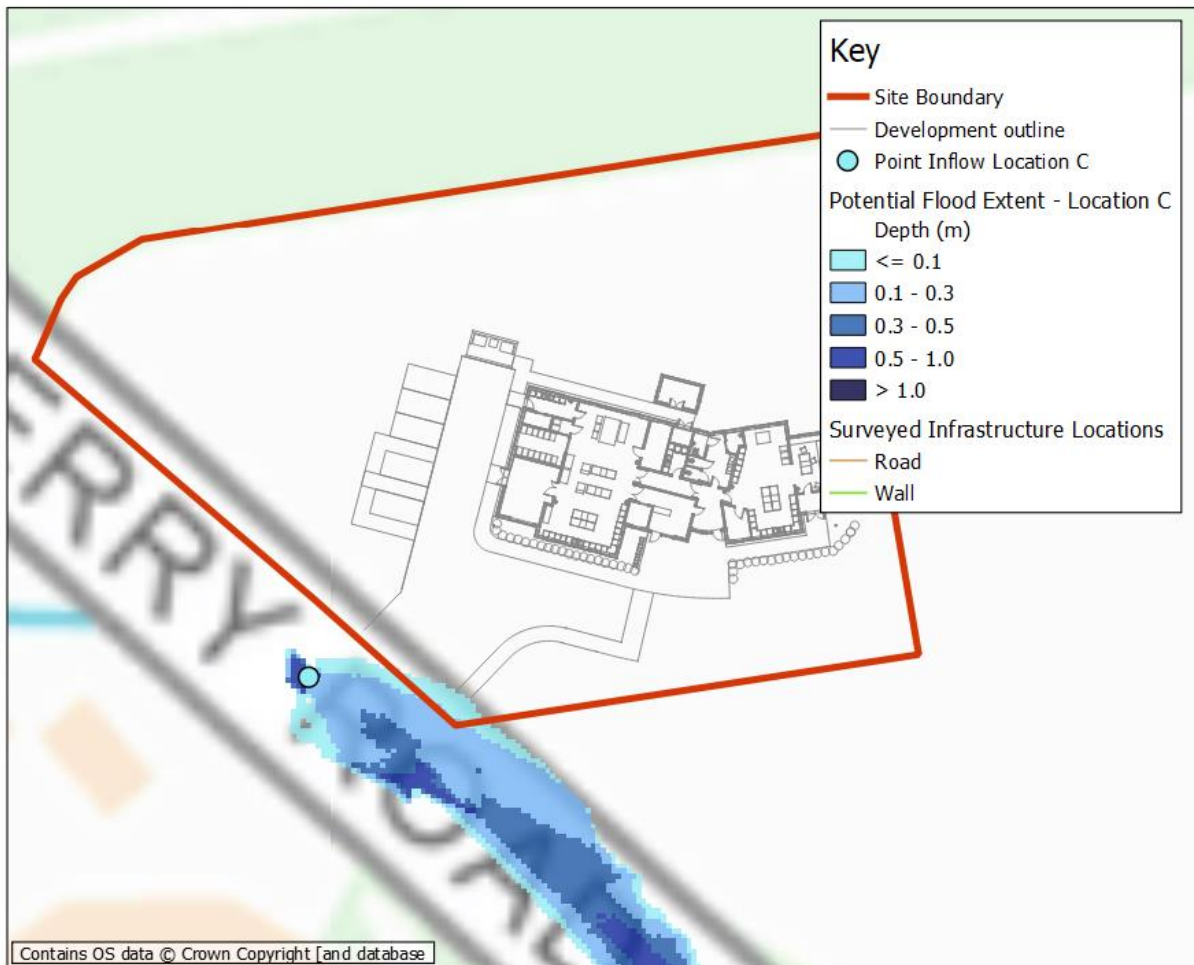 Key
Site Boundary
Development outline
Point Inflow Location C
Potential Flood Extent - Location C
Depth (m)
<= 0.1
0.1 - 0.3
0.3 - 0.5
0.5 - 1.0
> 1.0
Surveyed Infrastructure Locations
Road
Wall
ERRY ROAD
Contains OS data © Crown Copyright [and database